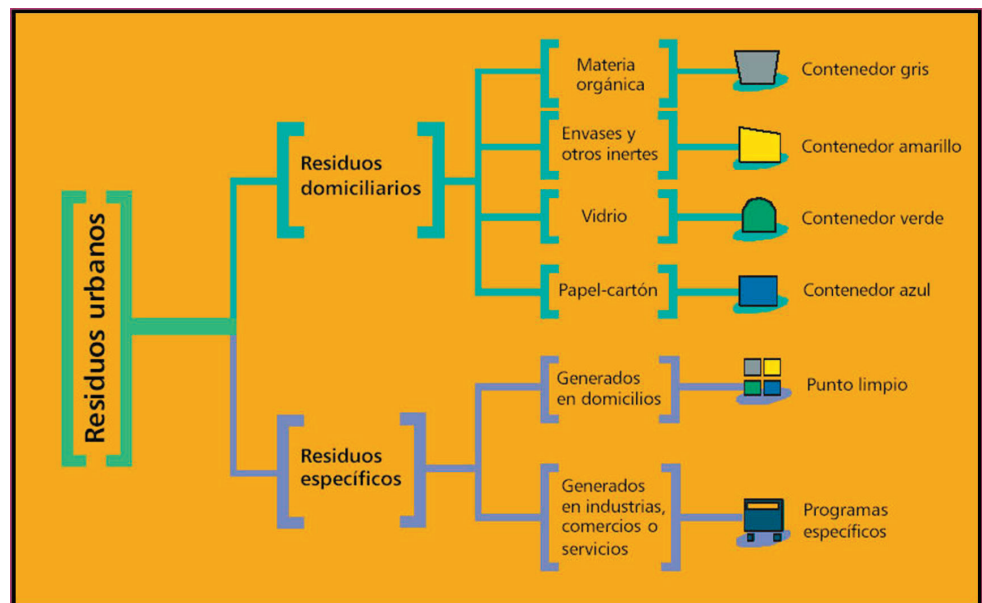 Residuos urbanos
Residuos
domiciliarios
Materia
orgánica
Contenedor gris
Envases y
otros inertes
Contenedor amarillo
Vidrio
Contenedor verde
Papel-cartón
Contenedor azul
Residuos
específicos
Generados
en domicilios
Punto limpio
Generados
en industrias,
comercios o
servicios
Programas
específicos